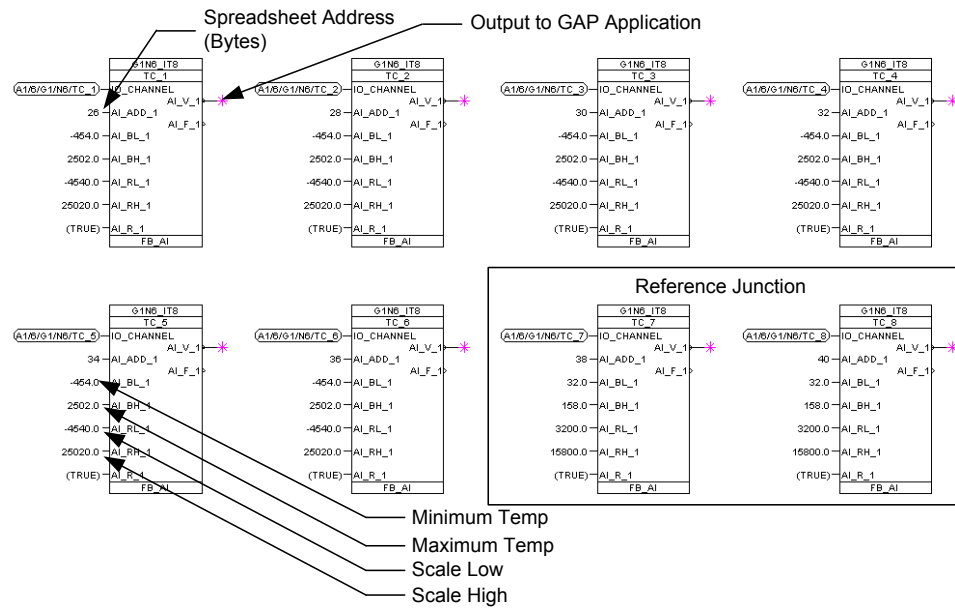 Spreadsheet Address
(Bytes)
Output to GAP Application
G1N6_IT8
TC_1
A1/6/G1/N6/TC_1
IO_CHANNEL
AI_V_1
26
AI_ADD_1
AI_F_1
-454.0
AI_BL_1
2502.0
AI_BH_1
-4540.0
AI_RL_1
25020.0
AI_RH_1
(TRUE)
AI_R_1
FB_AI
G1N6_IT8
TC_2
A1/6/G1/N6/TC_2
IO_CHANNEL
AI_V_1
28
AI_ADD_1
AI_F_1
-454.0
AI_BL_1
2502.0
AI_BH_1
-4540.0
AI_RL_1
25020.0
AI_RH_1
(TRUE)
AI_R_1
FB_AI
G1N6_IT8
TC_3
A1/6/G1/N6/TC_3
IO_CHANNEL
AI_V_1
30
AI_ADD_1
AI_F_1
-454.0
AI_BL_1
2502.0
AI_BH_1
-4540.0
AI_RL_1
25020.0
AI_RH_1
(TRUE)
AI_R_1
FB_AI
G1N6_IT8
TC_4
A1/6/G1/N6/TC_4
IO_CHANNEL
AI_V_1
32
AI_ADD_1
AI_F_1
-454.0
AI_BL_1
2502.0
AI_BH_1
-4540.0
AI_RL_1
25020.0
AI_RH_1
(TRUE)
AI_R_1
FB_AI
G1N6_IT8
TC_5
A1/6/G1/N6/TC_5
IO_CHANNEL
AI_V_1
34
AI_ADD_1
AI_F_1
-454.0
AI_BL_1
2502.0
AI_BH_1
-4540.0
AI_RL_1
25020.0
AI_RH_1
(TRUE)
AI_R_1
FB_AI
G1N6_IT8
TC_6
A1/6/G1/N6/TC_6
IO_CHANNEL
AI_V_1
36
AI_ADD_1
AI_F_1
-454.0
AI_BL_1
2502.0
AI_BH_1
-4540.0
AI_RL_1
25020.0
AI_RH_1
(TRUE)
AI_R_1
FB_AI
Reference Junction
G1N6_IT8
TC_7
A1/6/G1/N6/TC_7
IO_CHANNEL
AI_V_1
38
AI_ADD_1
AI_F_1
32.0
AI_BL_1
158.0
AI_BH_1
3200.0
AI_RL_1
15800.0
AI_RH_1
(TRUE)
AI_R_1
FB_AI
G1N6_IT8
TC_8
A1/6/G1/N6/TC_8
IO_CHANNEL
AI_V_1
40
AI_ADD_1
AI_F_1
32.0
AI_BL_1
158.0
AI_BH_1
3200.0
AI_RL_1
15800.0
AI_RH_1
(TRUE)
AI_R_1
FB_AI
Minimum Temp
Maximum Temp
Scale Low
Scale High